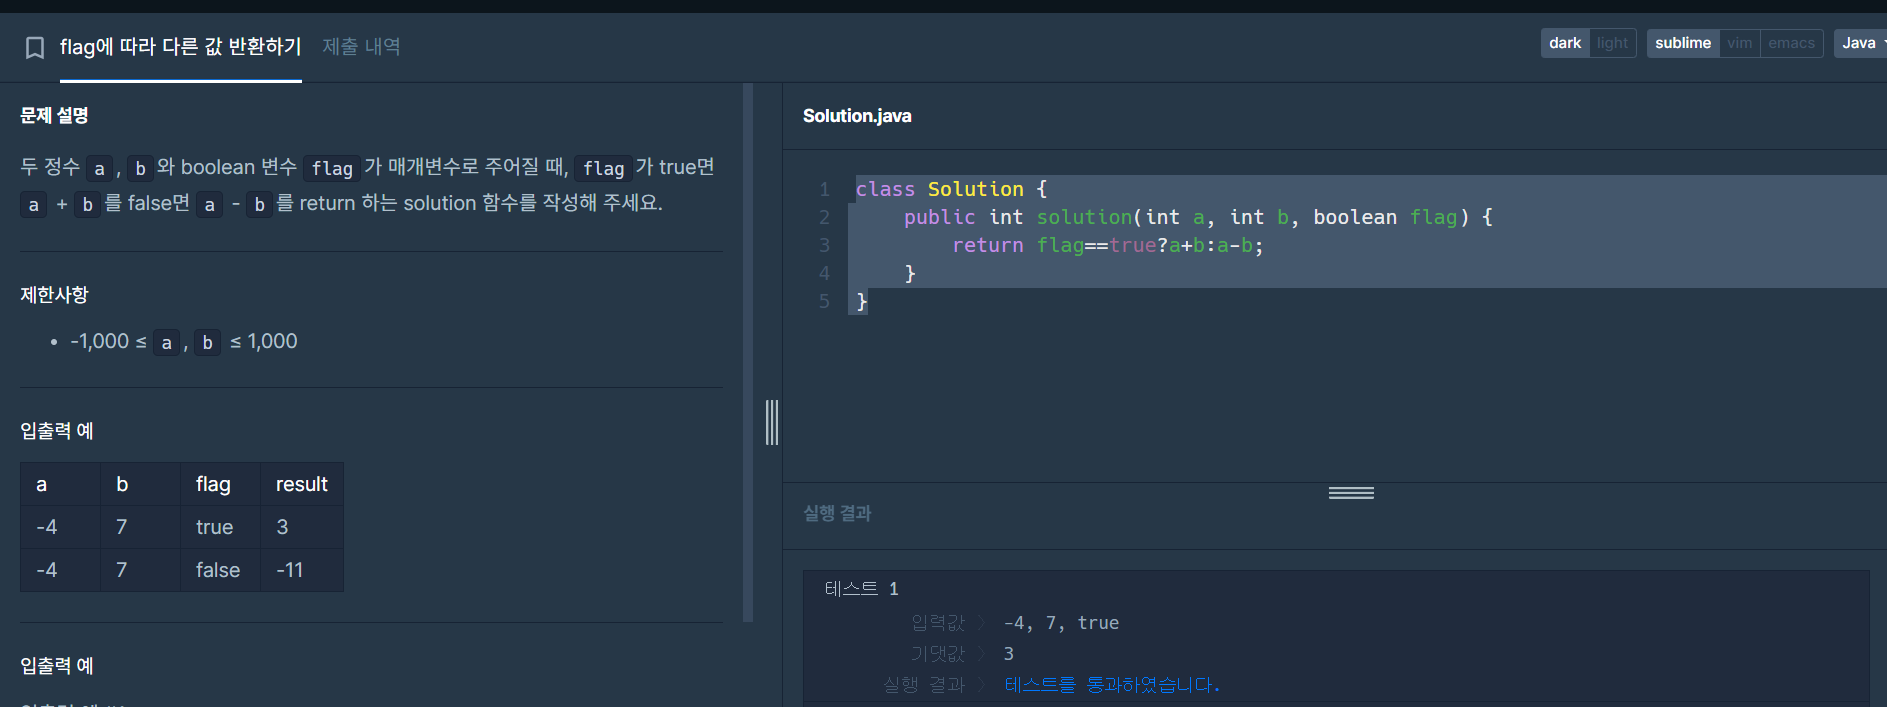 flag에 따라 다른 값 반환하기 제출 내역
dark light sublime vim emacs Java
문제 설명
두 정수 a , b 와 boolean 변수 flag 가 매개변수로 주어질 때, flag 가 true면
a + b 를 false면 a - b 를 return 하는 solution 함수를 작성해 주세요.
제한사항
• -1,000 ≤ a , b ≤ 1,000
입출력 예
a b flag result
-4 7 true 3
-4 7 false -11
입출력 예
Solution.java
1 class Solution {
2 public int solution(int a, int b, boolean flag) {
3 return flag==true?a+b:a-b;
4 }
5 }
실행 결과
테스트 1
입력값 〉 -4, 7, true
기댓값 〉 3
실행 결과 〉 테스트를 통과하였습니다.